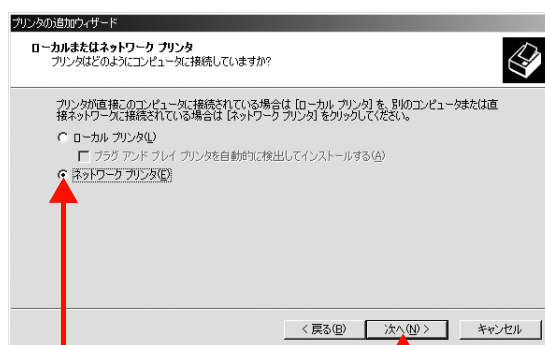 プリンタの追加ウィザード
ローカルまたはネットワーク プリンタ
プリンタはどのようにコンピュータに接続していますか?
プリンタが直接このコンピュータに接続されている場合は [ローカル プリンタ] を、別のコンピュータまたは直
接ネットワークに接続されている場合は [ネットワーク プリンタ] をクリックしてください。
ローカル プリンタ(L)
プラグ アンド プレイ プリンタを自動的に検出してインストールする(A)
ネットワーク プリンタ(E)
< 戻る(B) 次へ(N) > キャンセル